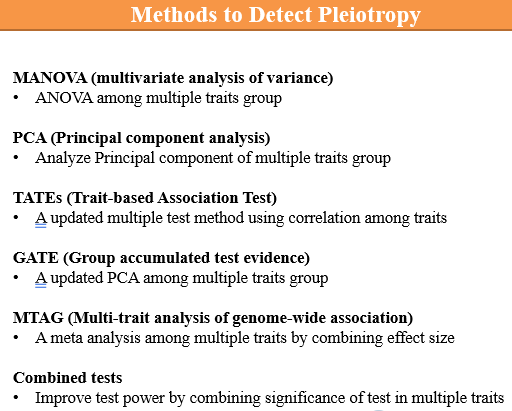 Methods to Detect Pleiotropy
MANOVA (multivariate analysis of variance)
• ANOVA among multiple traits group
PCA (Principal component analysis)
• Analyze Principal component of multiple traits group
TATEs (Trait-based Association Test)
• A updated multiple test method using correlation among traits
GATE (Group accumulated test evidence)
• A updated PCA among multiple traits group
MTAG (Multi-trait analysis of genome-wide association)
• A meta analysis among multiple traits by combining effect size
Combined tests
• Improve test power by combining significance of test in multiple traits